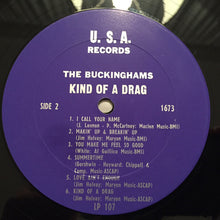 U. S. A.
RECORDS
THE BUCKINGHAMS
KIND OF A DRAG
SIDE 2
1673
1. I CALL YOUR NAME
(J. Lennon - P. McCartney: Maclen Music-BMI)
2. MAKIN' UP & BREAKIN' UP
(Jim Holvay: Maryon Music-BMI)
3. YOU MAKE ME FEEL SO GOOD
(White: Al Gallico Music-BMI)
4. SUMMERTIME
(Gershwin - Heyward: Chappell &
Music: ASCAP)
5. LOVE AIN'T ENOUGH
(Jim Holvay: Maryon Music-ASCAP)
6. KIND OF A DRAG
(Jim Holvay: Maryon Music-ASCAP)
LP 107